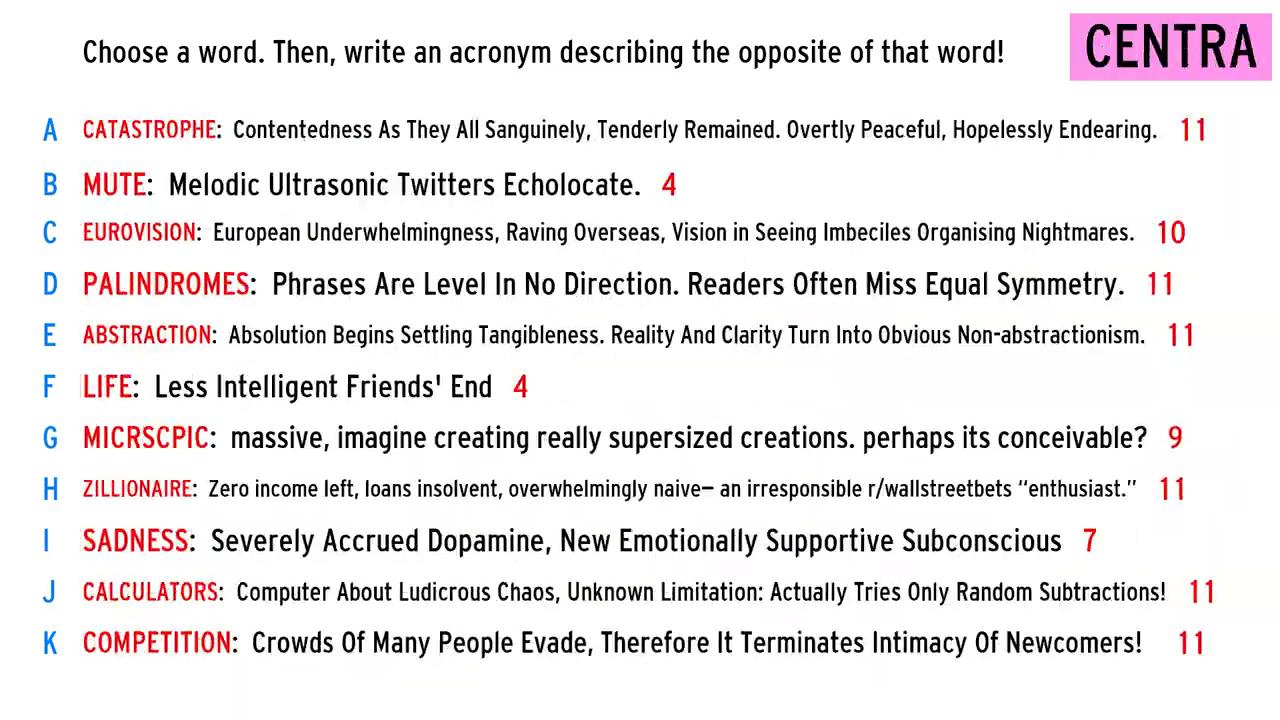 Choose a word. Then, write an acronym describing the opposite of that word! CENTRA
A CATASTROPHE: Contentedness As They All Sanguinely, Tenderly Remained. Overtly Peaceful, Hopelessly Endearing. 11
B MUTE: Melodic Ultrasonic Twitters Echolocate. 4
C EUROVISION: European Underwhelmingness, Raving Overseas, Vision in Seeing Imbeciles Organising Nightmares. 10
D PALINDROMES: Phrases Are Level In No Direction. Readers Often Miss Equal Symmetry. 11
E ABSTRACTION: Absolution Begins Settling Tangibleness. Reality And Clarity Turn Into Obvious Non-abstractionism. 11
F LIFE: Less Intelligent Friends' End 4
G MICRSCPIC: massive, imagine creating really supersized creations. perhaps its conceivable? 9
H ZILLIONAIRE: Zero income left, loans insolvent, overwhelmingly naive— an irresponsible r/wallstreetbets “enthusiast.” 11
I SADNESS: Severely Accrued Dopamine, New Emotionally Supportive Subconscious 7
J CALCULATORS: Computer About Ludicrous Chaos, Unknown Limitation: Actually Tries Only Random Subtractions! 11
K COMPETITION: Crowds Of Many People Evade, Therefore It Terminates Intimacy Of Newcomers! 11